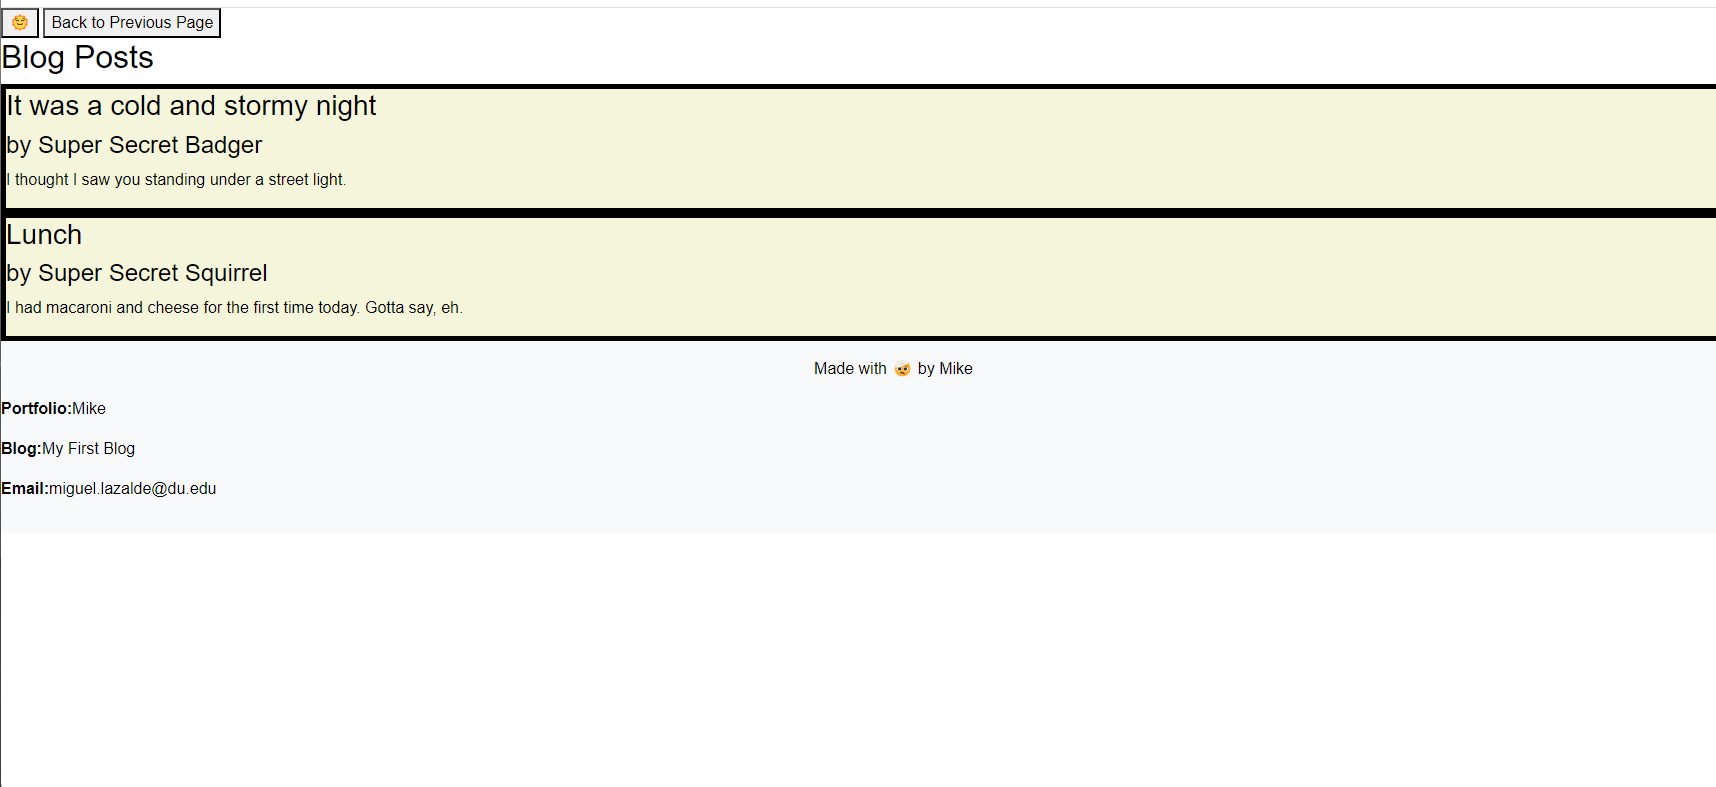 🌞 Back to Previous Page
Blog Posts
It was a cold and stormy night
by Super Secret Badger
I thought I saw you standing under a street light.
Lunch
by Super Secret Squirrel
I had macaroni and cheese for the first time today. Gotta say, eh.
Made with 🤕 by Mike
Portfolio:Mike
Blog:My First Blog
Email:miguel.lazalde@du.edu